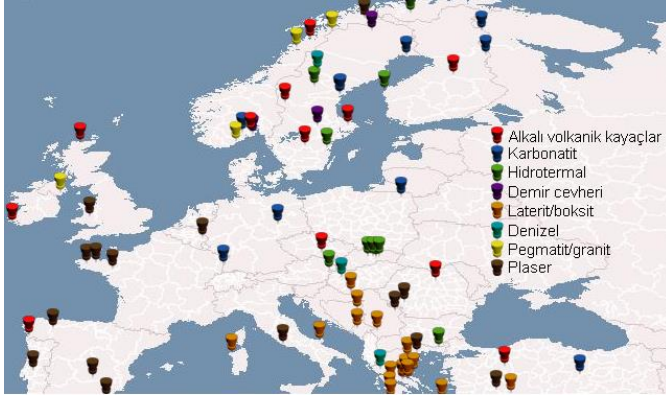 Alkalı volkanik kayaçlar
Karbonatit
Hidrotermal
Demir cevheri
Laterit/boksit
Denizel
Pegmatit/granit
Plaser